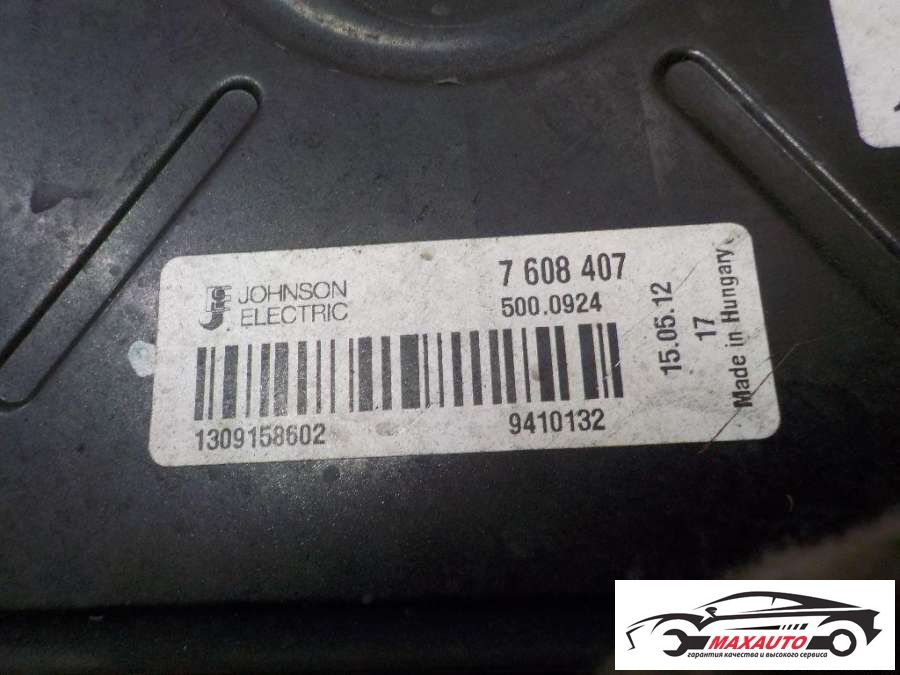 JOHNSON
ELECTRIC
7 608 407
500.0924
1309158602
9410132
15.05.12
17
Made in Hungary
MAXAUTO
гарантия качества и высокого сервиса